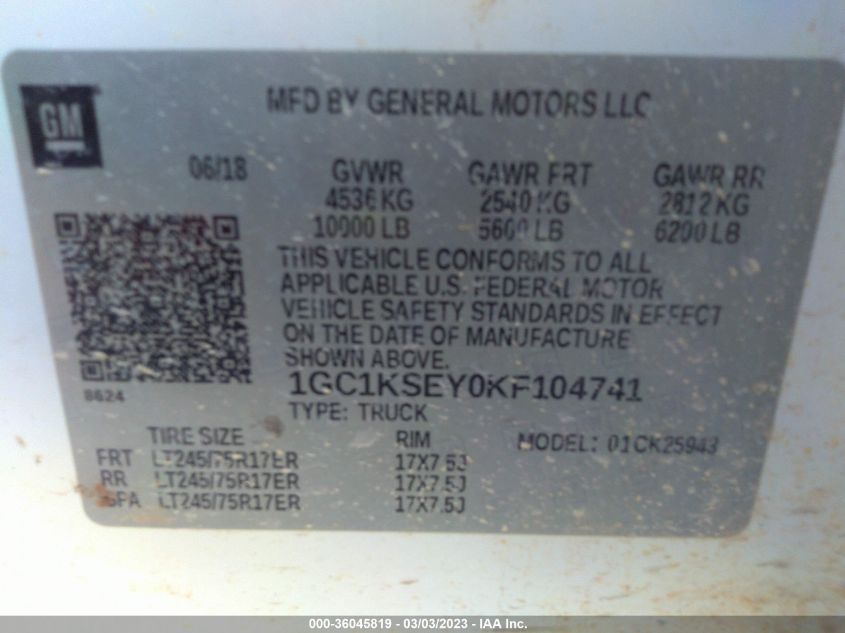 GM
MFD BY GENERAL MOTORS LLC
06/18 GVWR GAWR FRT GAWR RR
4536 KG 2540 KG 2812 KG
10000 LB 5600 LB 6200 LB
THIS VEHICLE CONFORMS TO ALL
APPLICABLE U.S. FEDERAL MOTOR
VEHICLE SAFETY STANDARDS IN EFFECT
ON THE DATE OF MANUFACTURE
SHOWN ABOVE.
1GC1KSEY0KF104741
8624
TYPE: TRUCK
TIRE SIZE RIM MODEL: 01CK25943
FRT LT245/75R17ER 17X7.5J
RR LT245/75R17ER 17X7.5J
SPA LT245/75R17ER 17X7.5J
000-36045819 - 03/03/2023 - IAA Inc.